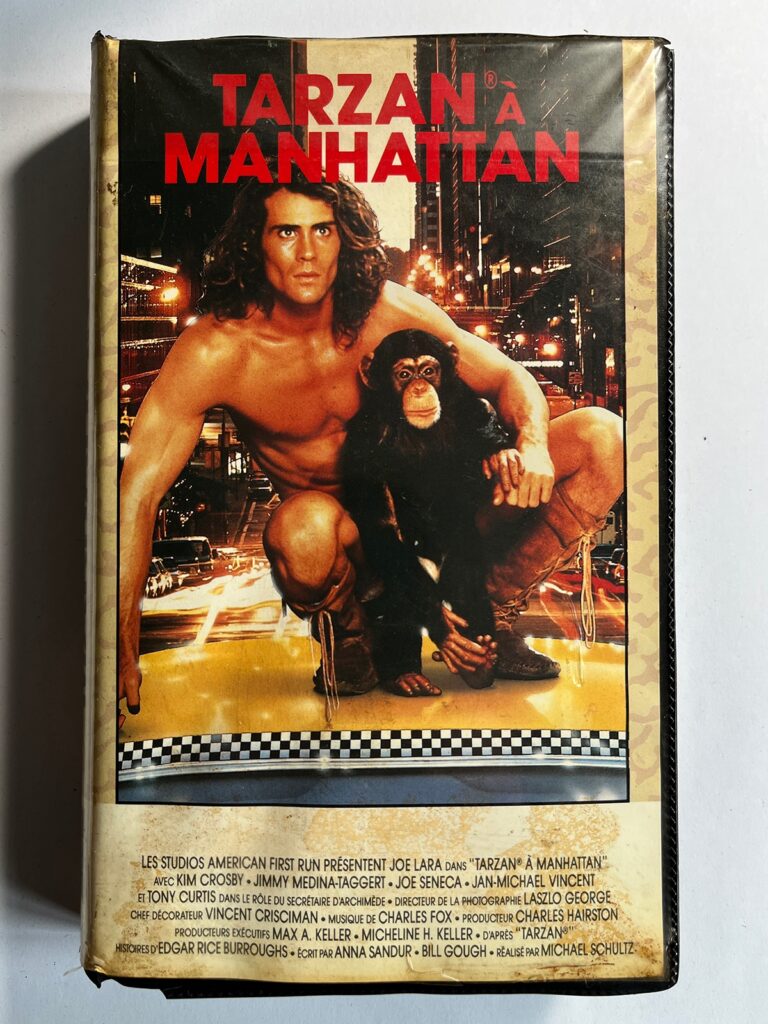 TARZAN® À
MANHATTAN
LES STUDIOS AMERICAN FIRST RUN PRÉSENTENT JOE LARA DANS "TARZAN® À MANHATTAN"
AVEC KIM CROSBY • JIMMY MEDINA-TAGGERT • JOE SENECA • JAN-MICHAEL VINCENT
ET TONY CURTIS DANS LE RÔLE DU SECRÉTAIRE D'ARCHIMÈDE • DIRECTEUR DE LA PHOTOGRAPHIE LASZLO GEORGE
CHEF DÉCORATEUR VINCENT CRISCIMAN • MUSIQUE DE CHARLES FOX • PRODUCTEUR CHARLES HAIRSTON
PRODUCTEURS EXÉCUTIFS MAX A. KELLER • MICHELINE H. KELLER • D'APRÈS "TARZAN®"
HISTOIRES D'EDGAR RICE BURROUGHS • ÉCRIT PAR ANNA SANDUR • BILL GOUGH • RÉALISÉ PAR MICHAEL SCHULTZ